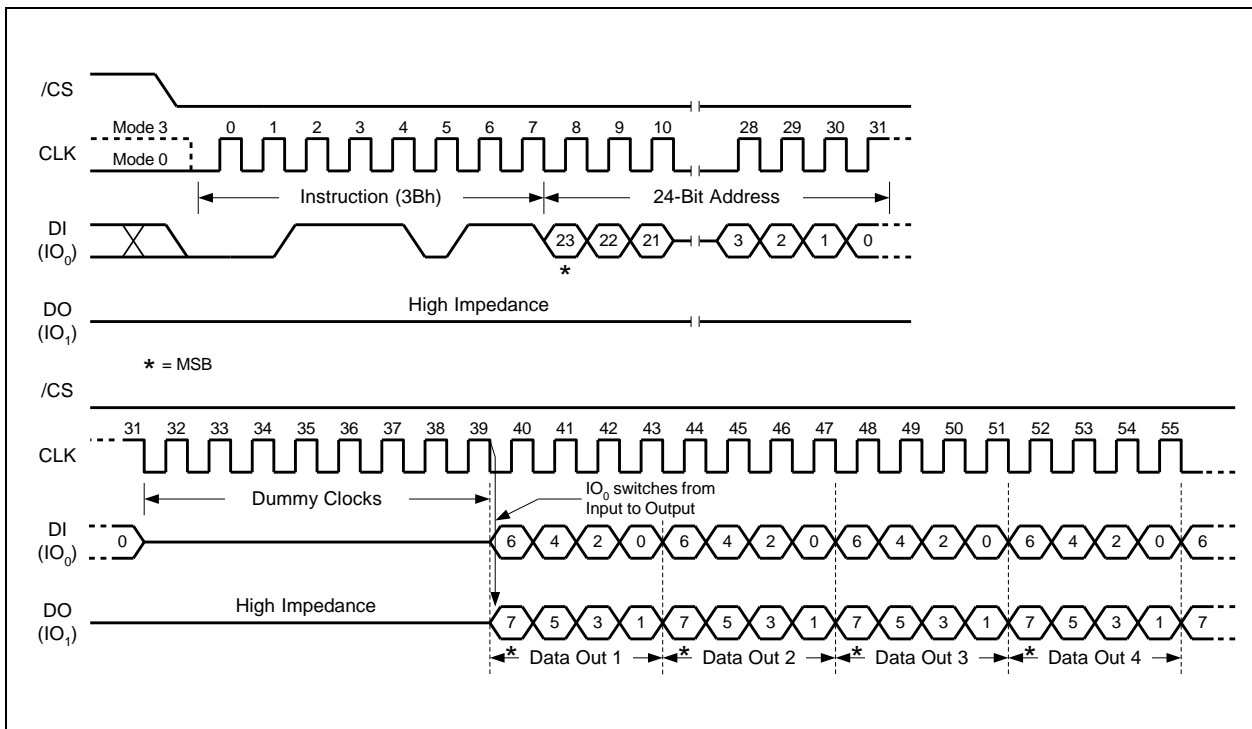 /CS
Mode 3 0 1 2 3 4 5 6 7 8 9 10 28 29 30 31
CLK
Mode 0
Instruction (3Bh) 24-Bit Address
DI
(IO0) 23 22 21 3 2 1 0
*
High Impedance
DO
(IO1)
* = MSB
/CS
31 32 33 34 35 36 37 38 39 40 41 42 43 44 45 46 47 48 49 50 51 52 53 54 55
CLK
Dummy Clocks
IO0 switches from
Input to Output
DI
(IO0) 0 6 4 2 0 6 4 2 0 6 4 2 0 6 4 2 0 6
High Impedance
DO
(IO1) 7 5 3 1 7 5 3 1 7 5 3 1 7 5 3 1 7
* Data Out 1 * Data Out 2 * Data Out 3 * Data Out 4